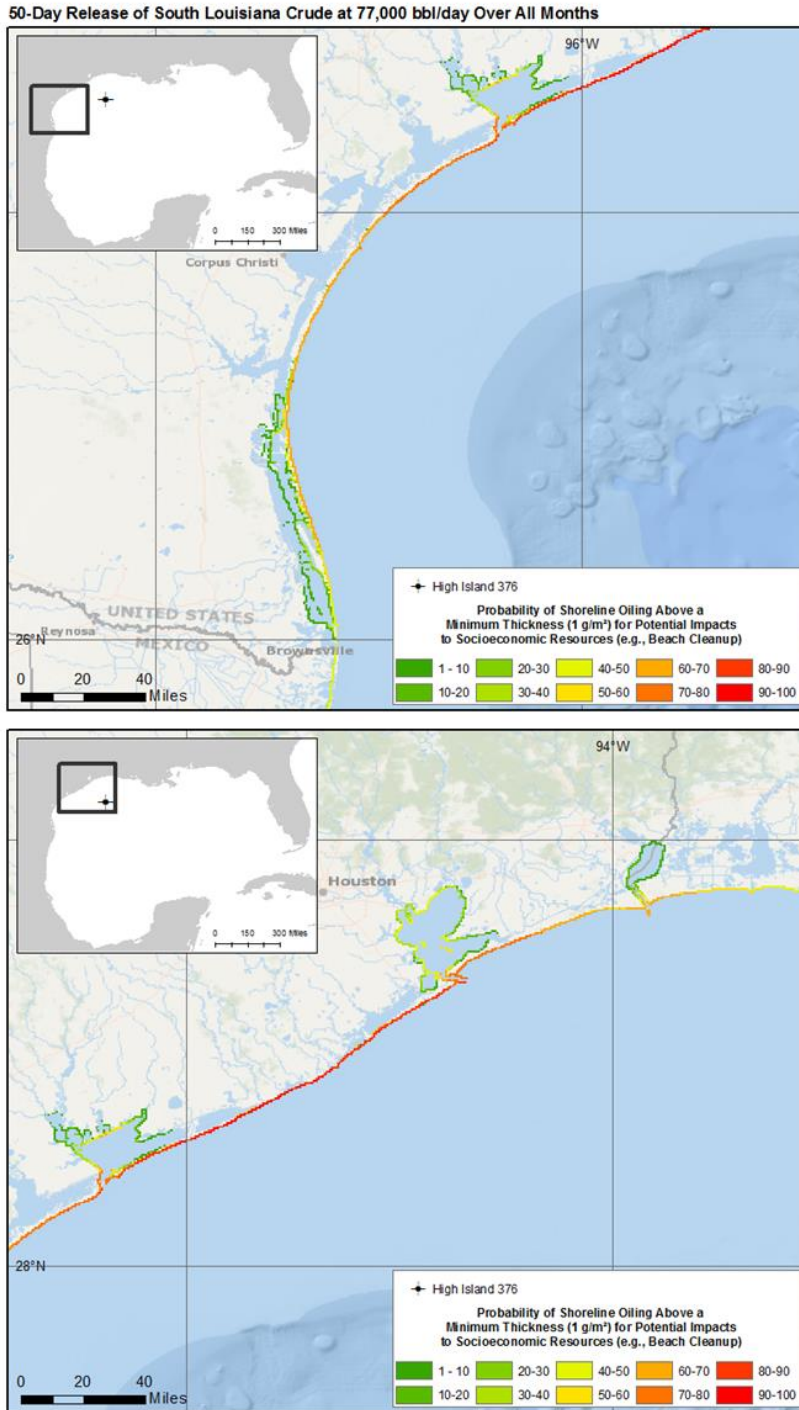 50-Day Release of South Louisiana Crude at 77,000 bbl/day Over All Months
96°W
0 150 300 Miles
Corpus Christi
High Island 376
Probability of Shoreline Oiling Above a
Minimum Thickness (1 g/m²) for Potential Impacts
to Socioeconomic Resources (e.g., Beach Cleanup)
UNITED STATES
26°N
Reynosa
MEXICO
Brownsville
1 - 10 20-30 40-50 60-70 80-90
10-20 30-40 50-60 70-80 90-100
0 20 40
Miles
94°W
0 150 300 Miles
Houston
28°N
High Island 376
Probability of Shoreline Oiling Above a
Minimum Thickness (1 g/m²) for Potential Impacts
to Socioeconomic Resources (e.g., Beach Cleanup)
1 - 10 20-30 40-50 60-70 80-90
10-20 30-40 50-60 70-80 90-100
0 20 40
Miles